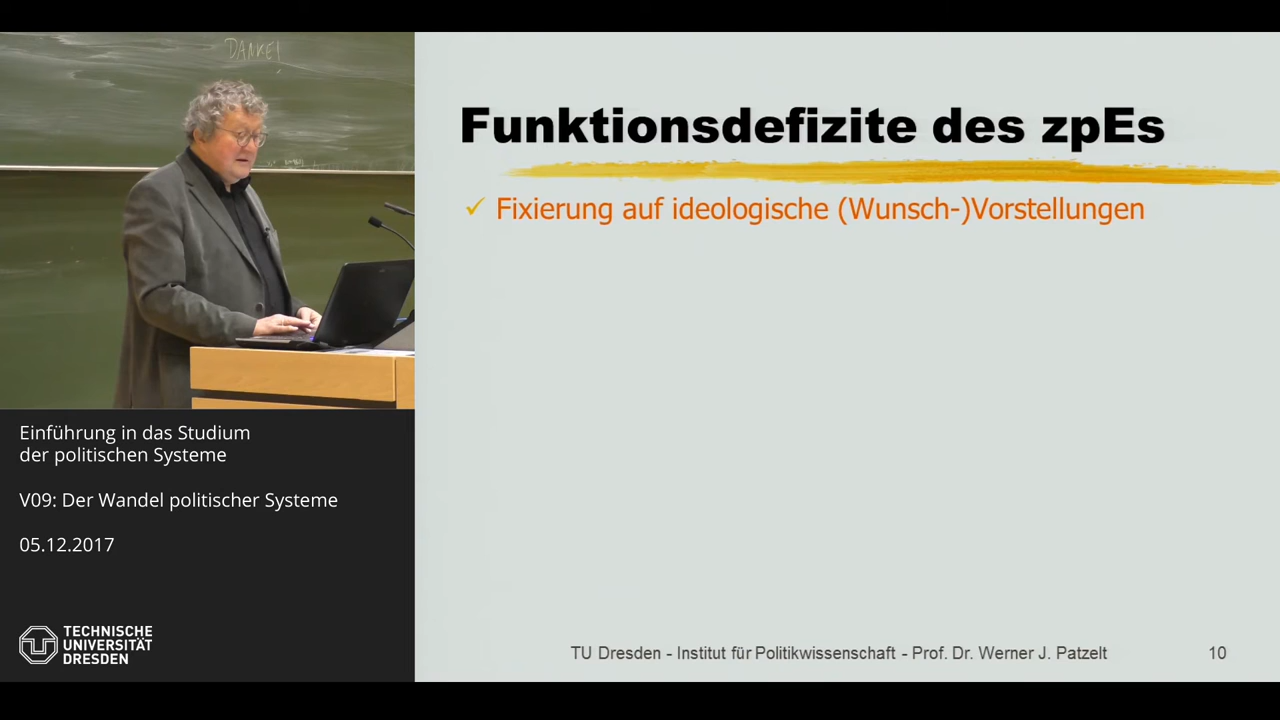 DANKE!
Funktionsdefizite des zpEs
✓ Fixierung auf ideologische (Wunsch-)Vorstellungen
Einführung in das Studium
der politischen Systeme
V09: Der Wandel politischer Systeme
05.12.2017
TECHNISCHE
UNIVERSITÄT
DRESDEN
TU Dresden - Institut für Politikwissenschaft - Prof. Dr. Werner J. Patzelt
10